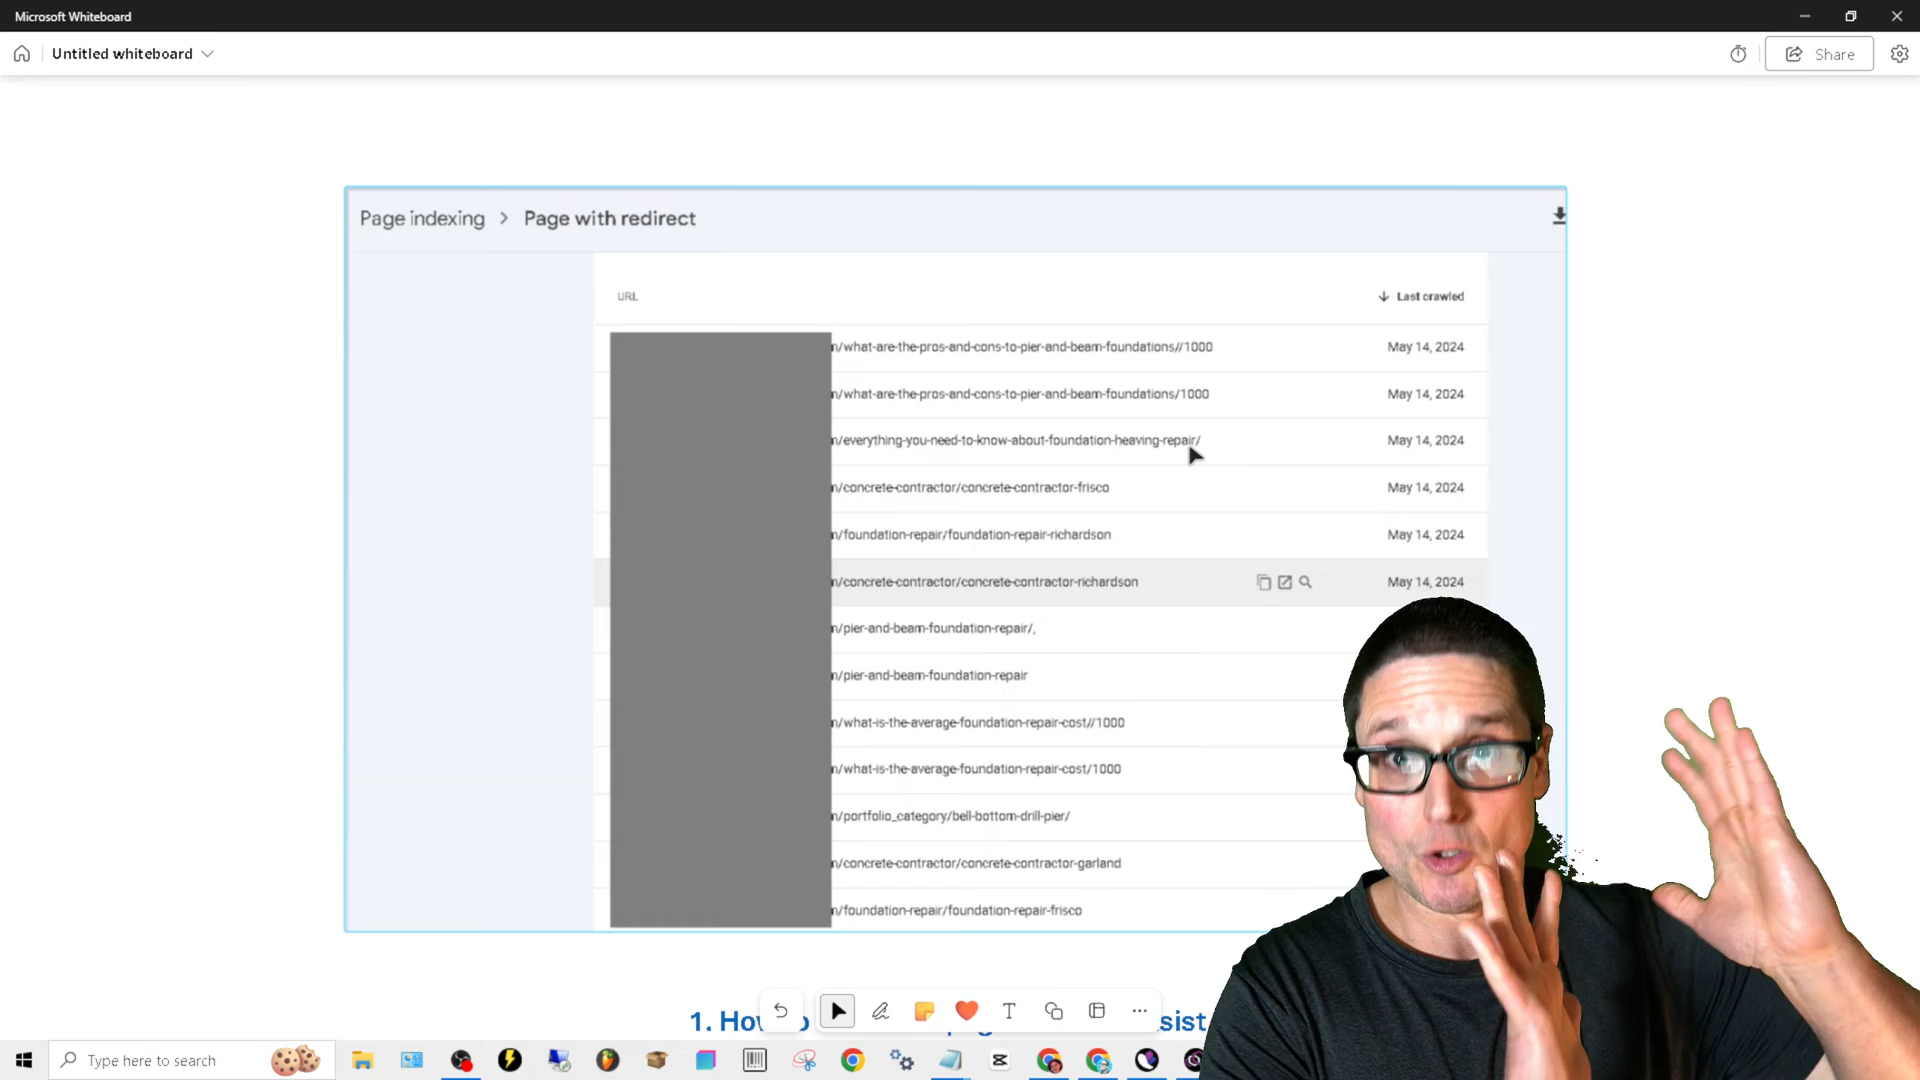 Microsoft Whiteboard
Untitled whiteboard
Share
Page indexing > Page with redirect
URL
Last crawled
n/what-are-the-pros-and-cons-to-pier-and-beam-foundations//1000 May 14, 2024
n/what-are-the-pros-and-cons-to-pier-and-beam-foundations/1000 May 14, 2024
n/everything-you-need-to-know-about-foundation-heaving-repair/ May 14, 2024
n/concrete-contractor/concrete-contractor-frisco May 14, 2024
n/foundation-repair/foundation-repair-richardson May 14, 2024
n/concrete-contractor/concrete-contractor-richardson May 14, 2024
n/pier-and-beam-foundation-repair/,
n/pier-and-beam-foundation-repair
n/what-is-the-average-foundation-repair-cost//1000
n/what-is-the-average-foundation-repair-cost/1000
n/portfolio_category/bell-bottom-drill-pier/
n/concrete-contractor/concrete-contractor-garland
n/foundation-repair/foundation-repair-frisco
1.
Type here to search